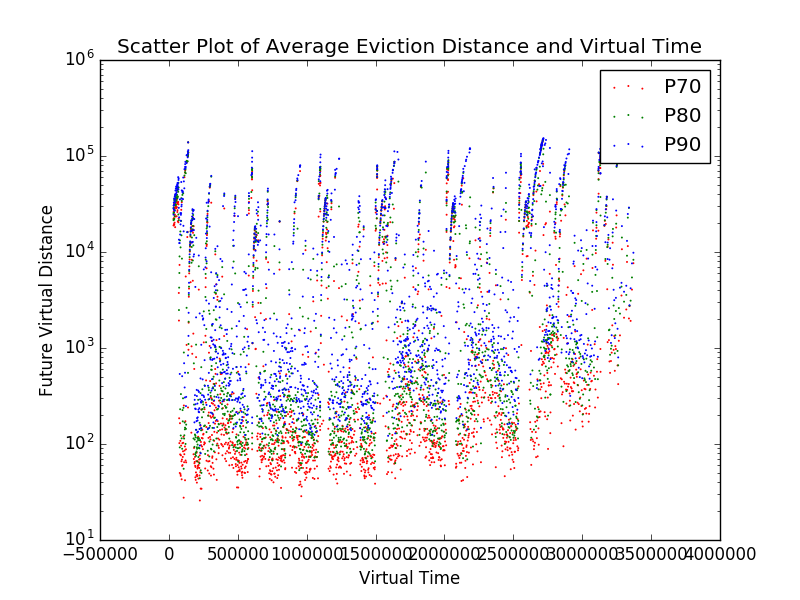 Scatter Plot of Average Eviction Distance and Virtual Time
10^6
10^5
10^4
10^3
10^2
10^1
Future Virtual Distance
P70
P80
P90
−500000 0 500000 1000000 1500000 2000000 2500000 3000000 3500000 4000000
Virtual Time